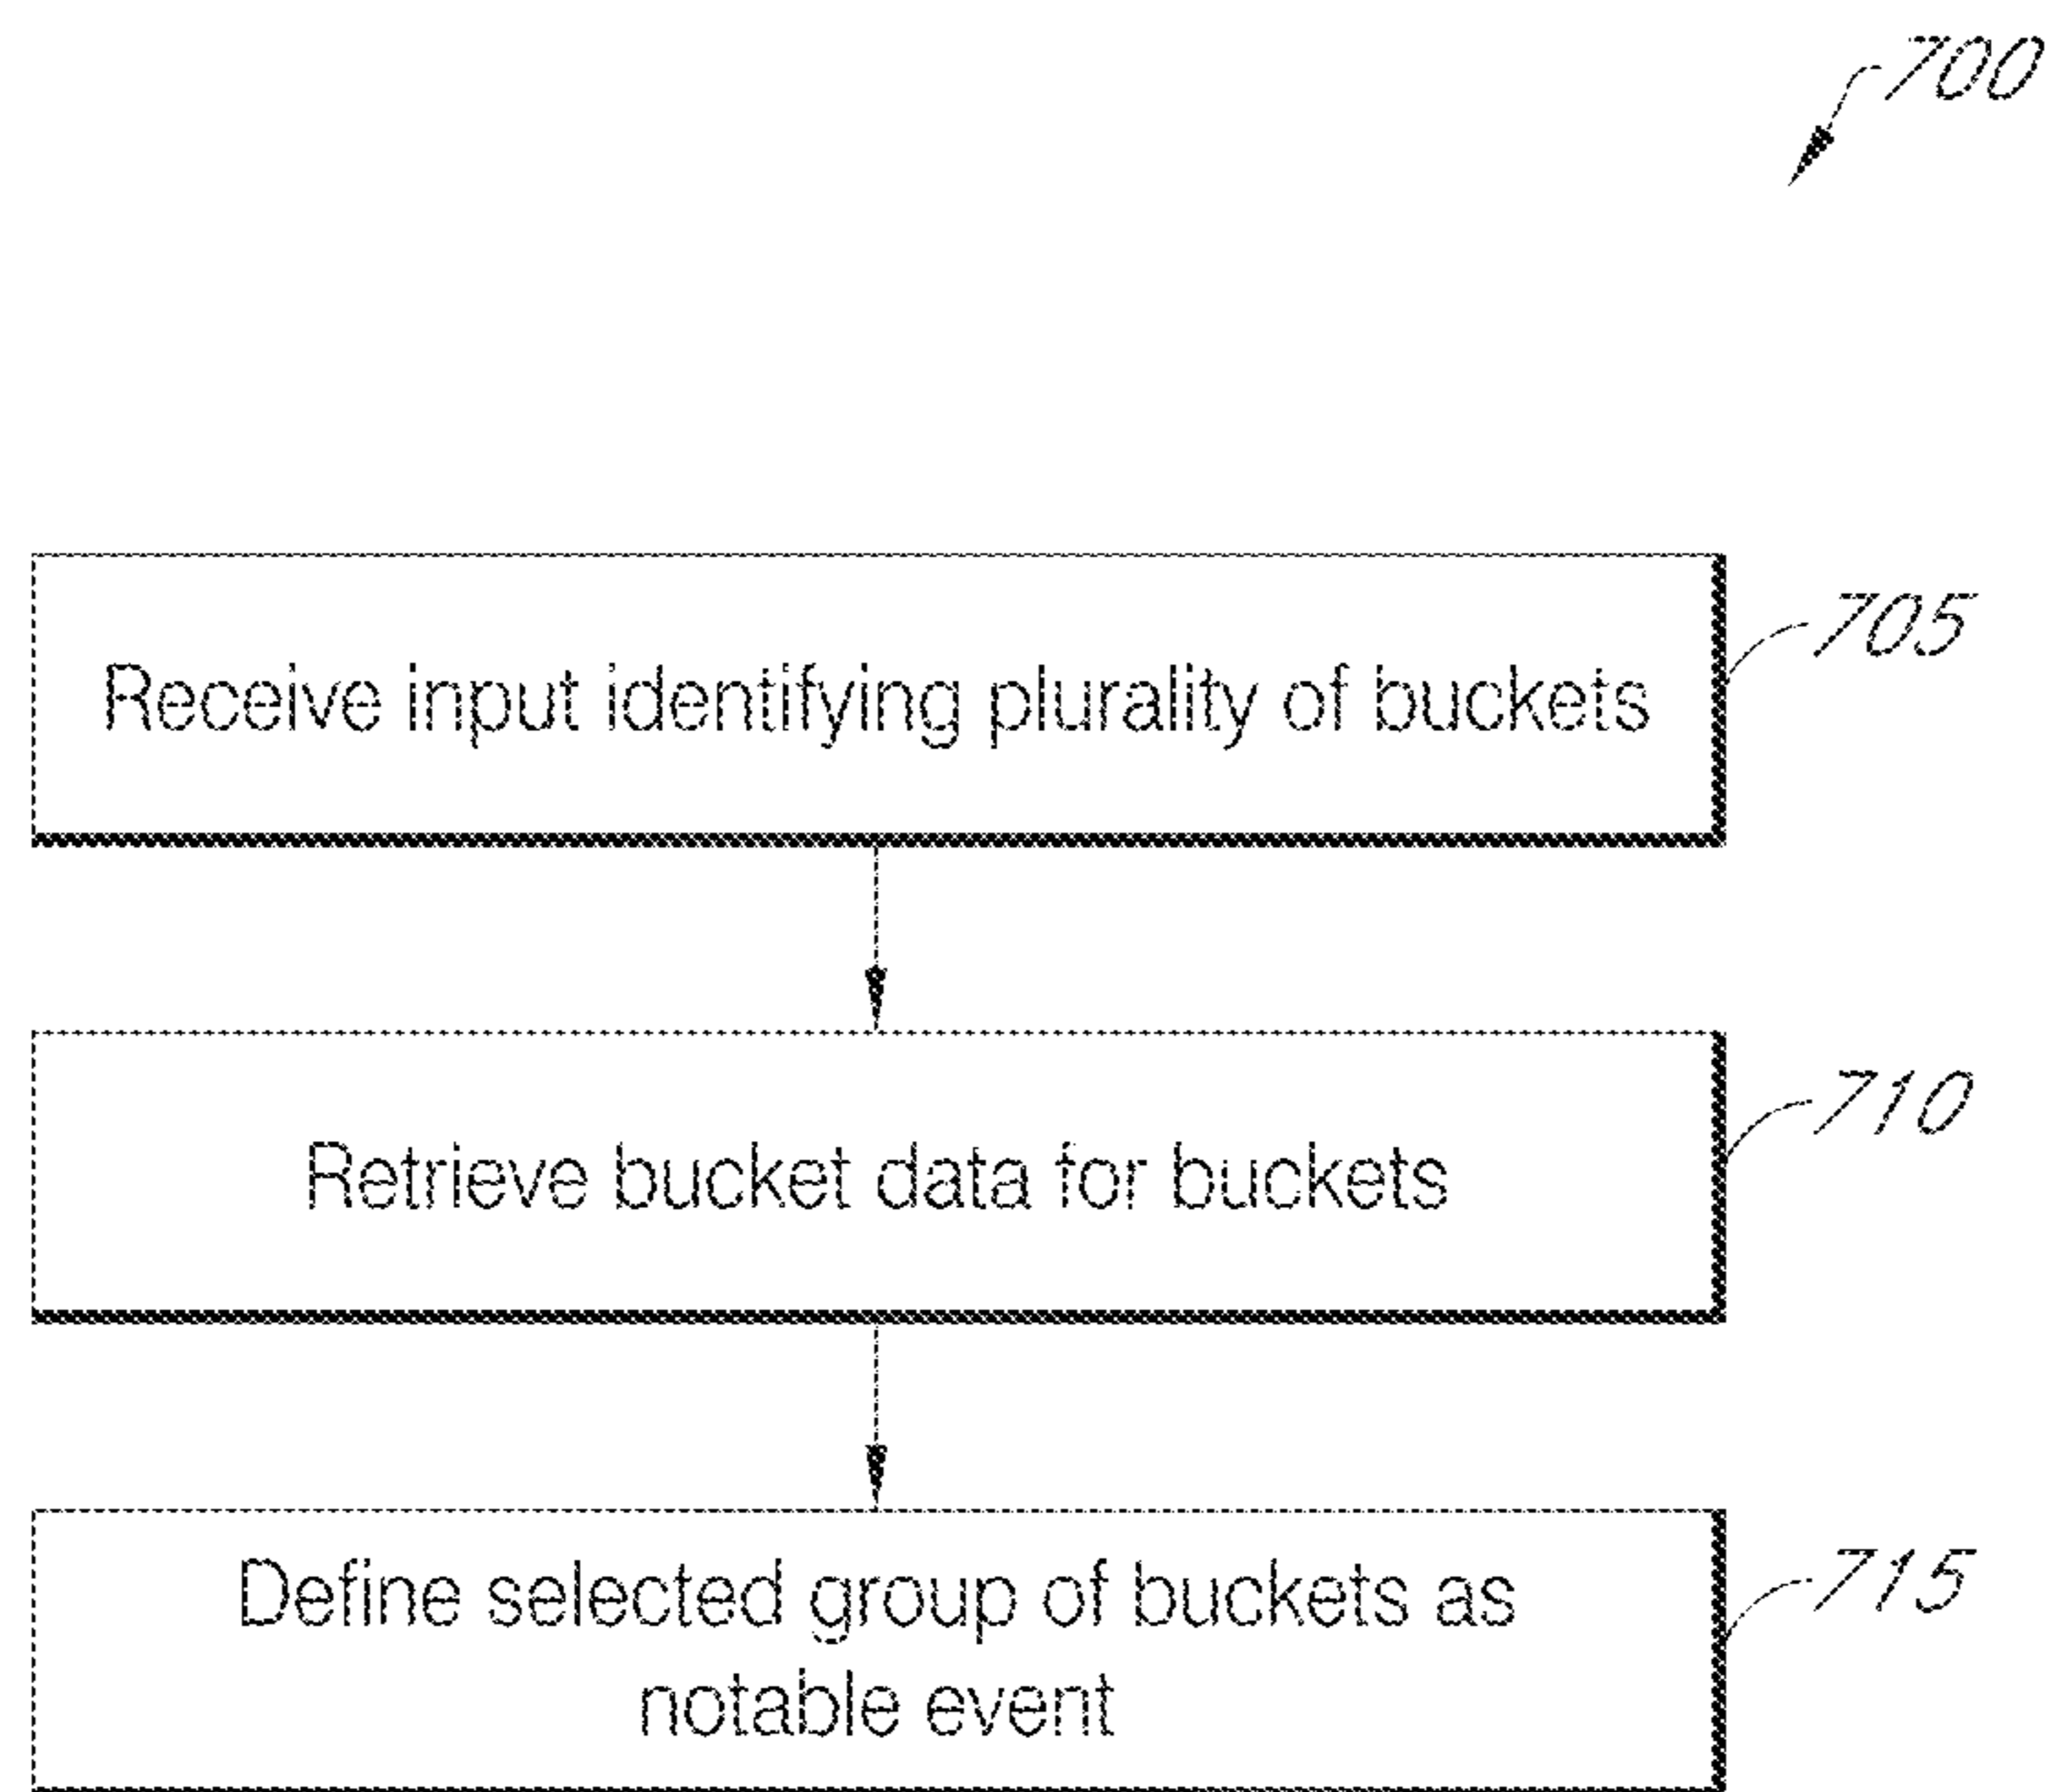 700
Receive input identifying plurality of buckets
705
Retrieve bucket data for buckets
710
Define selected group of buckets as
notable event
715